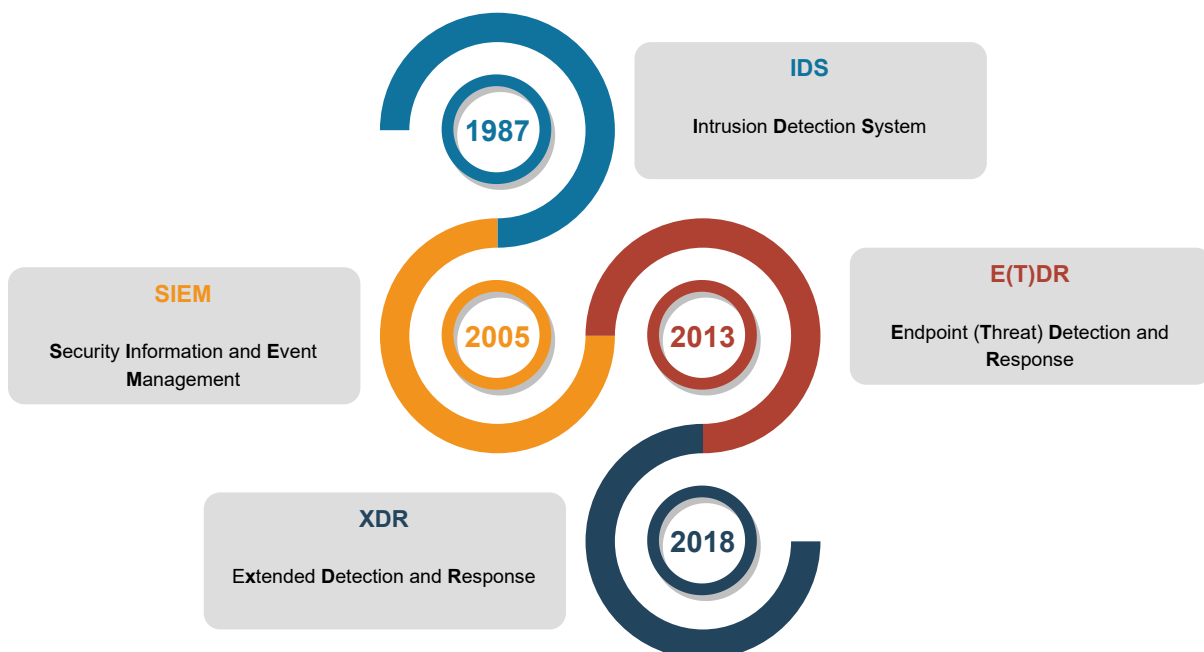 1987
IDS
Intrusion Detection System
SIEM
Security Information and Event
Management
2005
2013
E(T)DR
Endpoint (Threat) Detection and
Response
XDR
Extended Detection and Response
2018